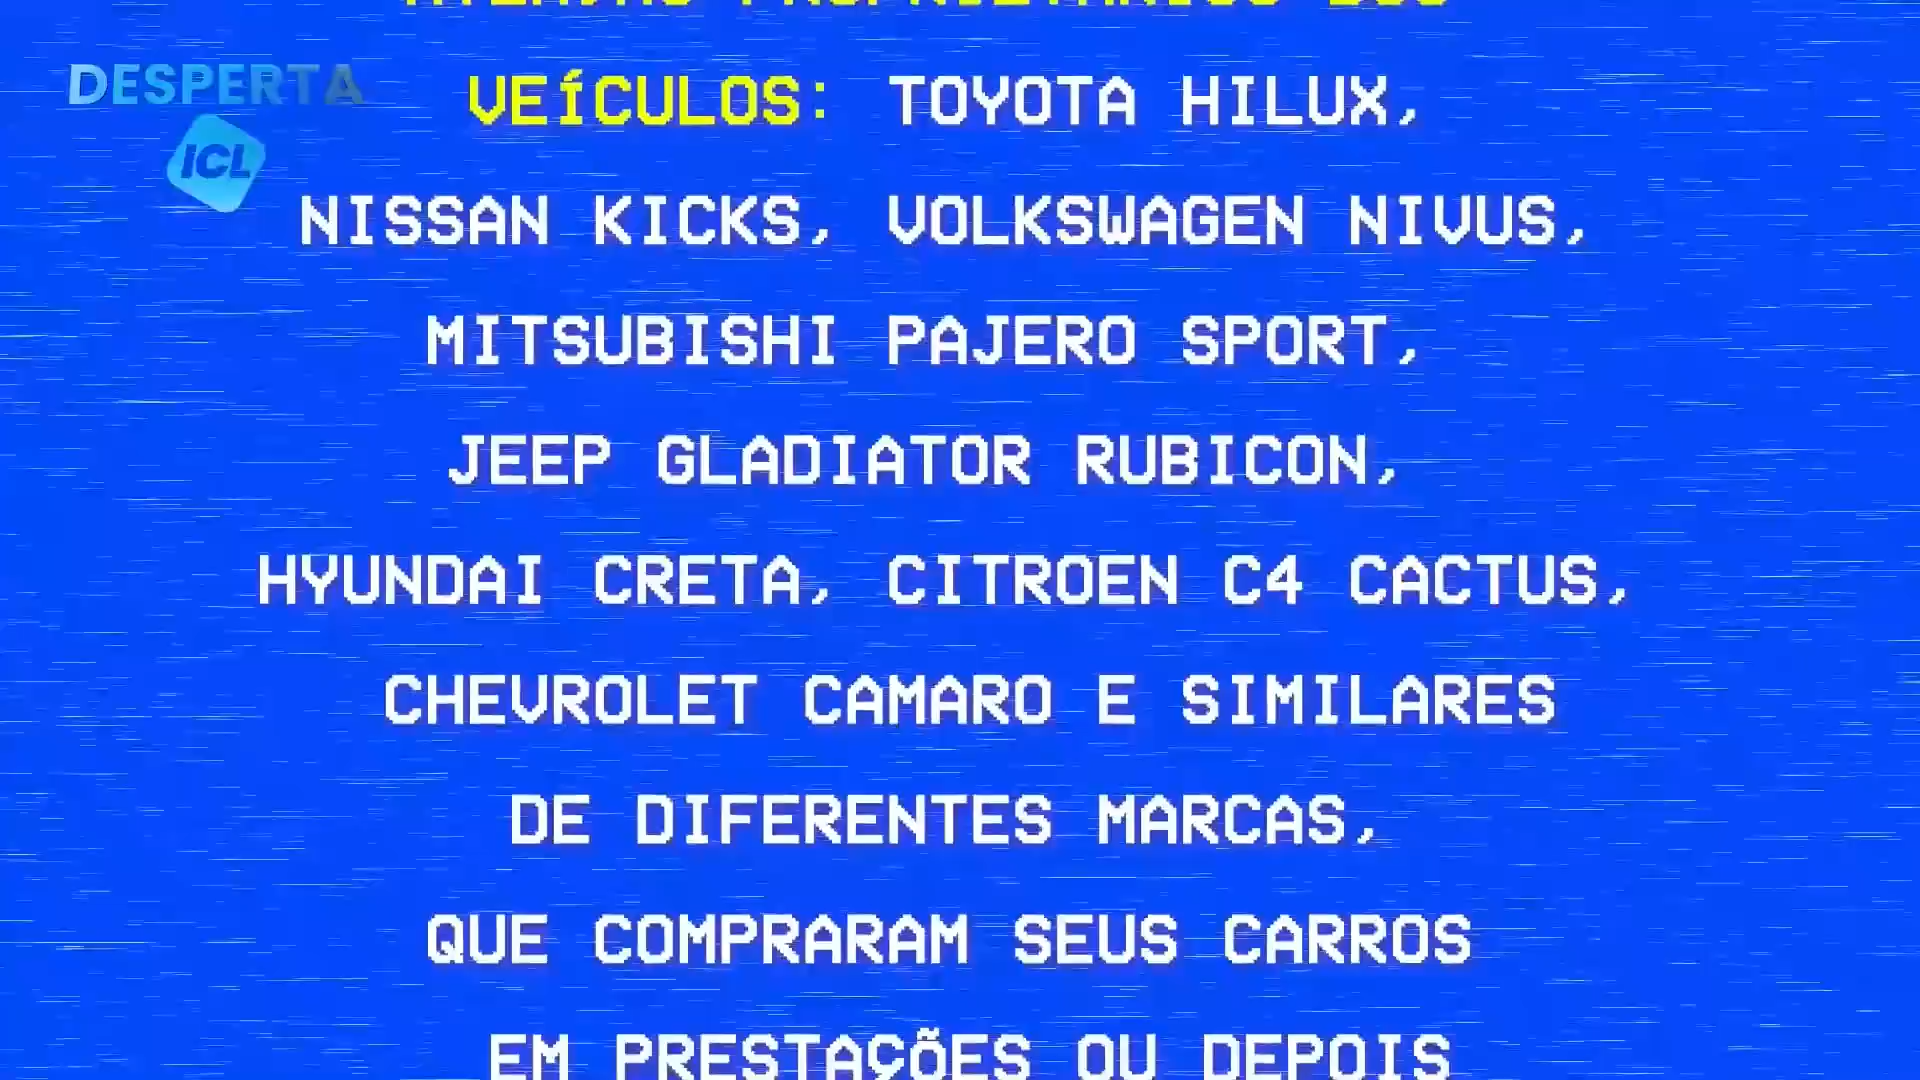 VEÍCULOS: TOYOTA HILUX,
DESPERTA
ICL
NISSAN KICKS, VOLKSWAGEN NIVUS,
MITSUBISHI PAJERO SPORT,
JEEP GLADIATOR RUBICON,
HYUNDAI CRETA, CITROEN C4 CACTUS,
CHEVROLET CAMARO E SIMILARES
DE DIFERENTES MARCAS,
QUE COMPRARAM SEUS CARROS
EM PRESTAÇÕES OU DEPOIS